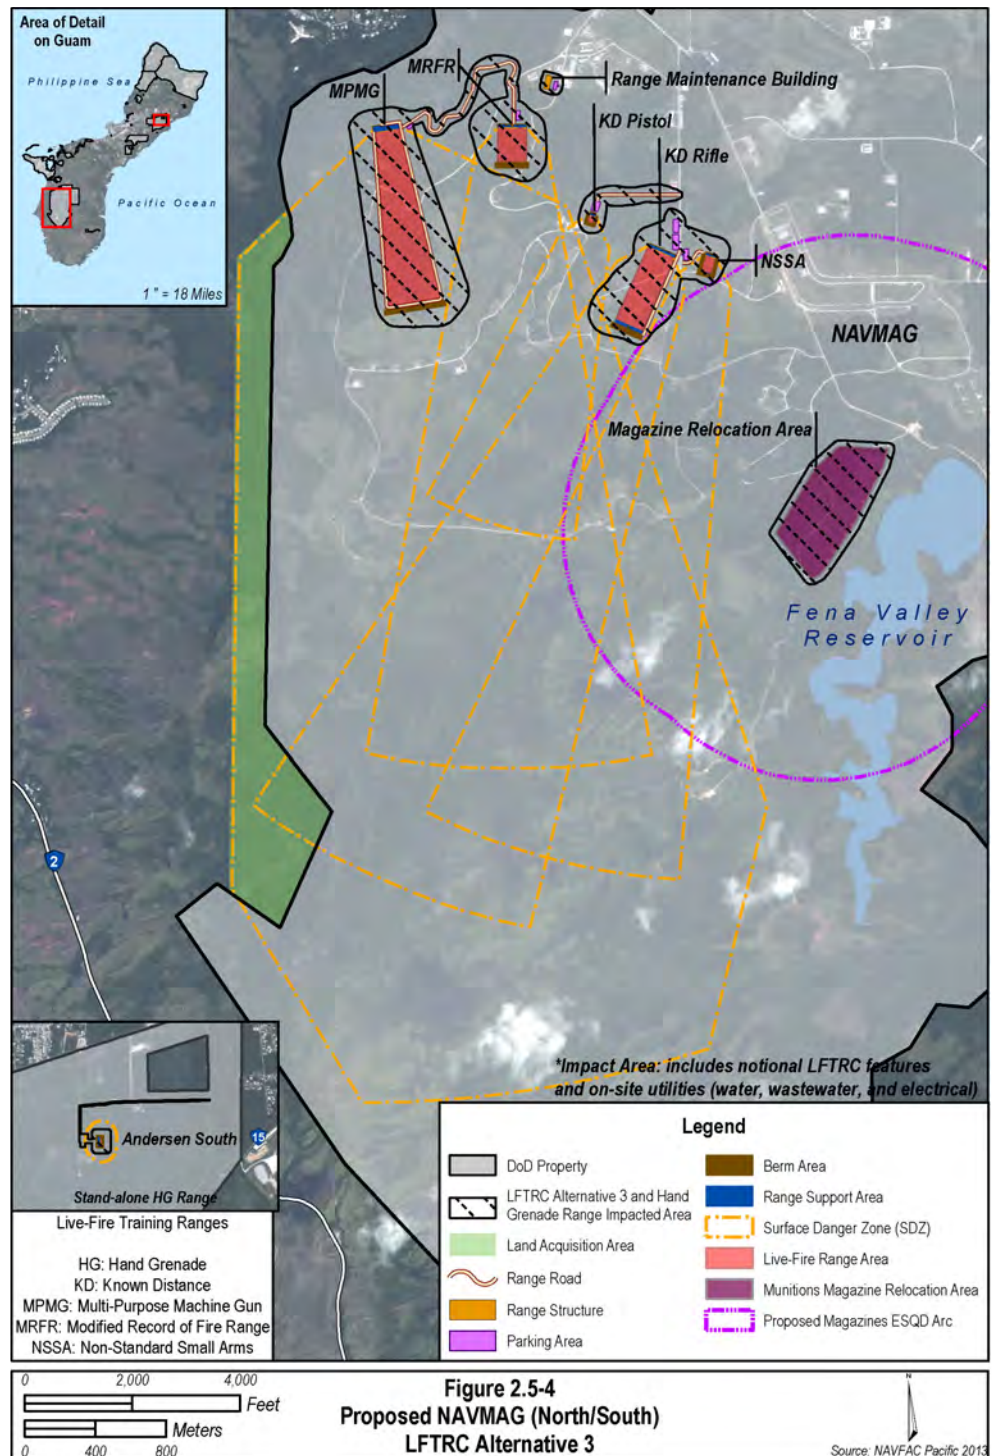 Area of Detail
on Guam
Philippine Sea
Pacific Ocean
1 " = 18 Miles
MRFR
MPMG
Range Maintenance Building
KD Pistol
KD Rifle
NSSA
NAVMAG
Magazine Relocation Area
Fena Valley
Reservoir
2
*Impact Area: includes notional LFTRC features
and on-site utilities (water, wastewater, and electrical)
Andersen South
15
Stand-alone HG Range
Live-Fire Training Ranges
HG: Hand Grenade
KD: Known Distance
MPMG: Multi-Purpose Machine Gun
MRFR: Modified Record of Fire Range
NSSA: Non-Standard Small Arms
Legend
DoD Property
LFTRC Alternative 3 and Hand
Grenade Range Impacted Area
Land Acquisition Area
Range Road
Range Structure
Parking Area
Berm Area
Range Support Area
Surface Danger Zone (SDZ)
Live-Fire Range Area
Munitions Magazine Relocation Area
Proposed Magazines ESQD Arc
0 2,000 4,000
Feet
Meters
0 400 800
Figure 2.5-4
Proposed NAVMAG (North/South)
LFTRC Alternative 3
N
Source: NAVFAC Pacific 2013